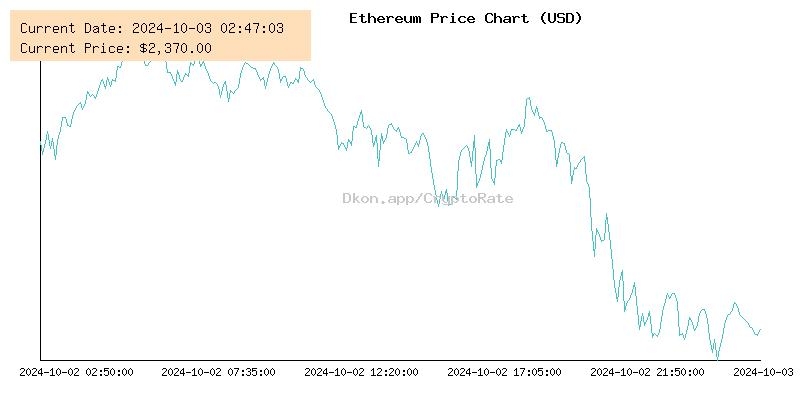 Ethereum Price Chart (USD)
Current Date: 2024-10-03 02:47:03
Current Price: $2,370.00
Dkon.app/CryptoRate
2024-10-02 02:50:00 2024-10-02 07:35:00 2024-10-02 12:20:00 2024-10-02 17:05:00 2024-10-02 21:50:00 2024-10-03